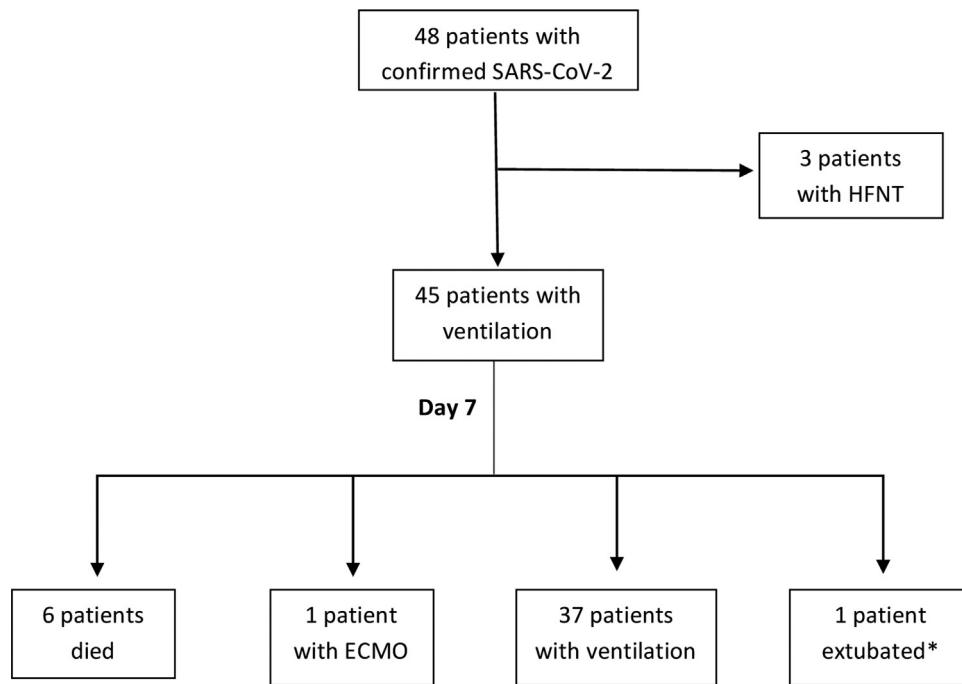 48 patients with
confirmed SARS-CoV-2
3 patients
with HFNT
45 patients with
ventilation
Day 7
6 patients
died
1 patient
with ECMO
37 patients
with ventilation
1 patient
extubated*